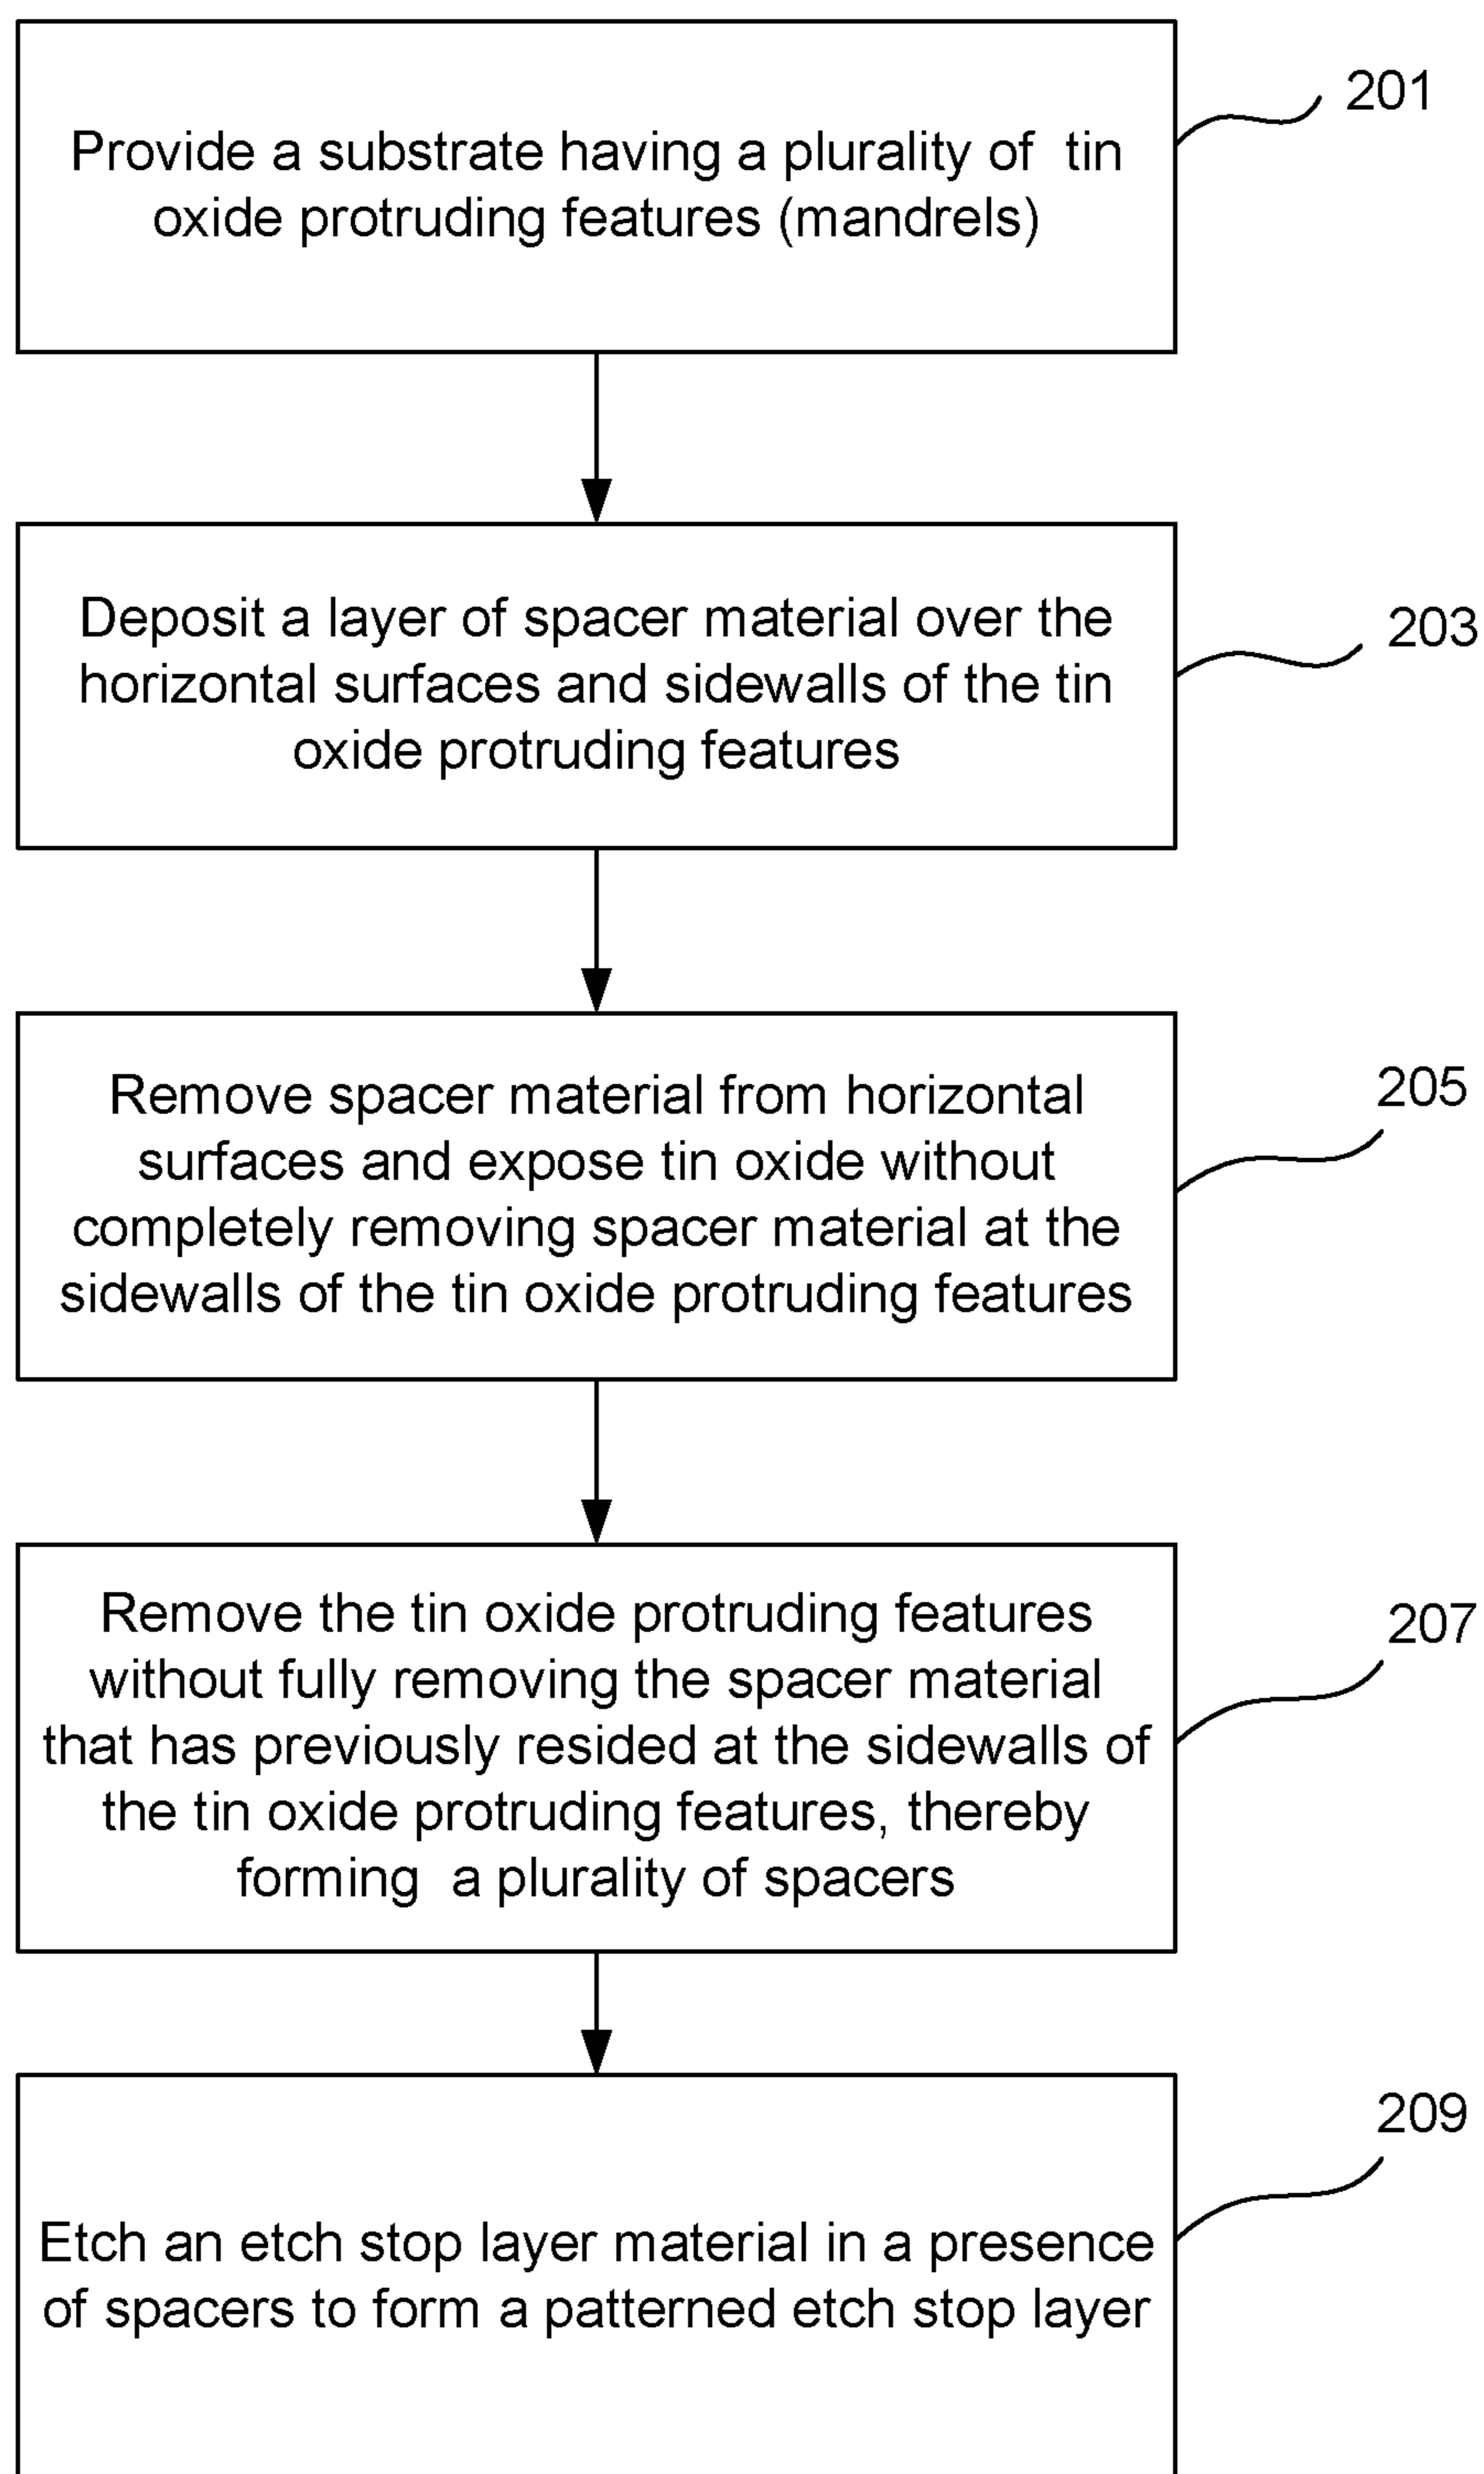 201
Provide a substrate having a plurality of tin
oxide protruding features (mandrels)
203
Deposit a layer of spacer material over the
horizontal surfaces and sidewalls of the tin
oxide protruding features
205
Remove spacer material from horizontal
surfaces and expose tin oxide without
completely removing spacer material at the
sidewalls of the tin oxide protruding features
207
Remove the tin oxide protruding features
without fully removing the spacer material
that has previously resided at the sidewalls of
the tin oxide protruding features, thereby
forming a plurality of spacers
209
Etch an etch stop layer material in a presence
of spacers to form a patterned etch stop layer